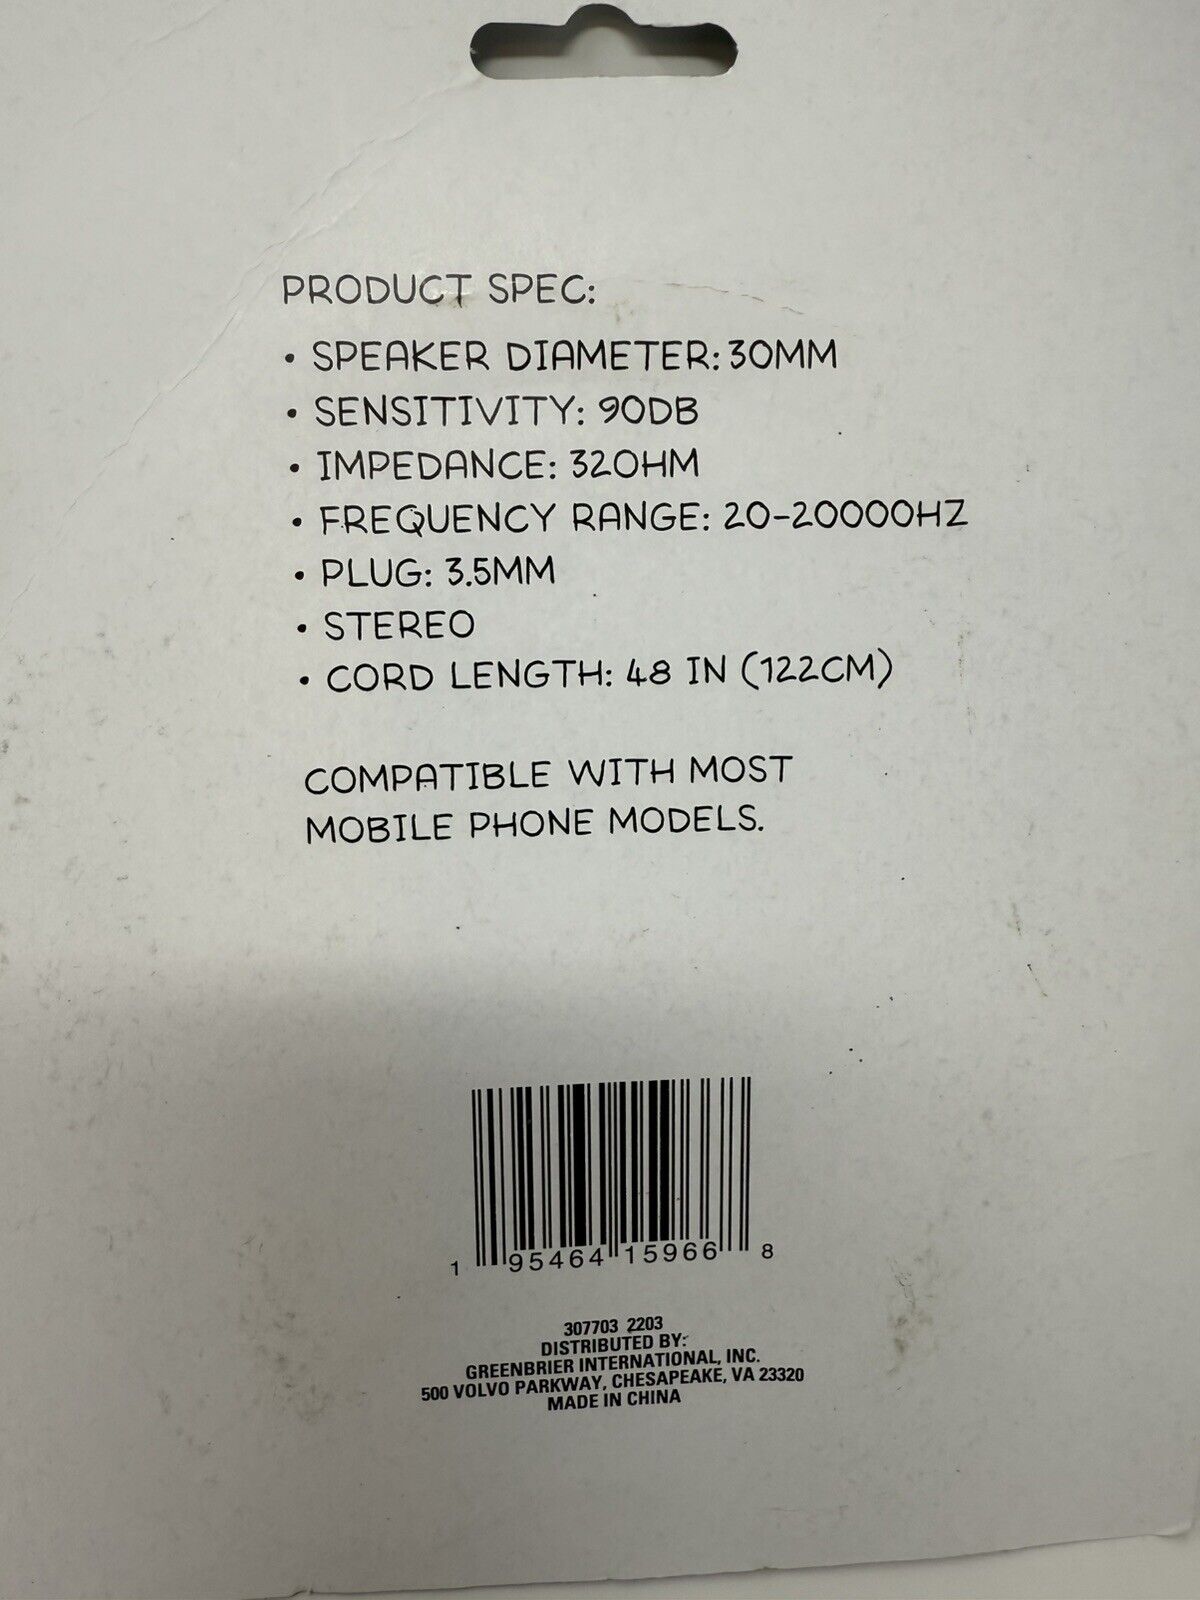 PRODUCT SPEC:
• SPEAKER DIAMETER: 30MM
• SENSITIVITY: 90DB
• IMPEDANCE: 32OHM
• FREQUENCY RANGE: 20-20000HZ
• PLUG: 3.5MM
• STEREO
• CORD LENGTH: 48 IN (122CM)
COMPATIBLE WITH MOST
MOBILE PHONE MODELS.
1 95464 15966 8
307703 2203
DISTRIBUTED BY:
GREENBRIER INTERNATIONAL, INC.
500 VOLVO PARKWAY, CHESAPEAKE, VA 23320
MADE IN CHINA